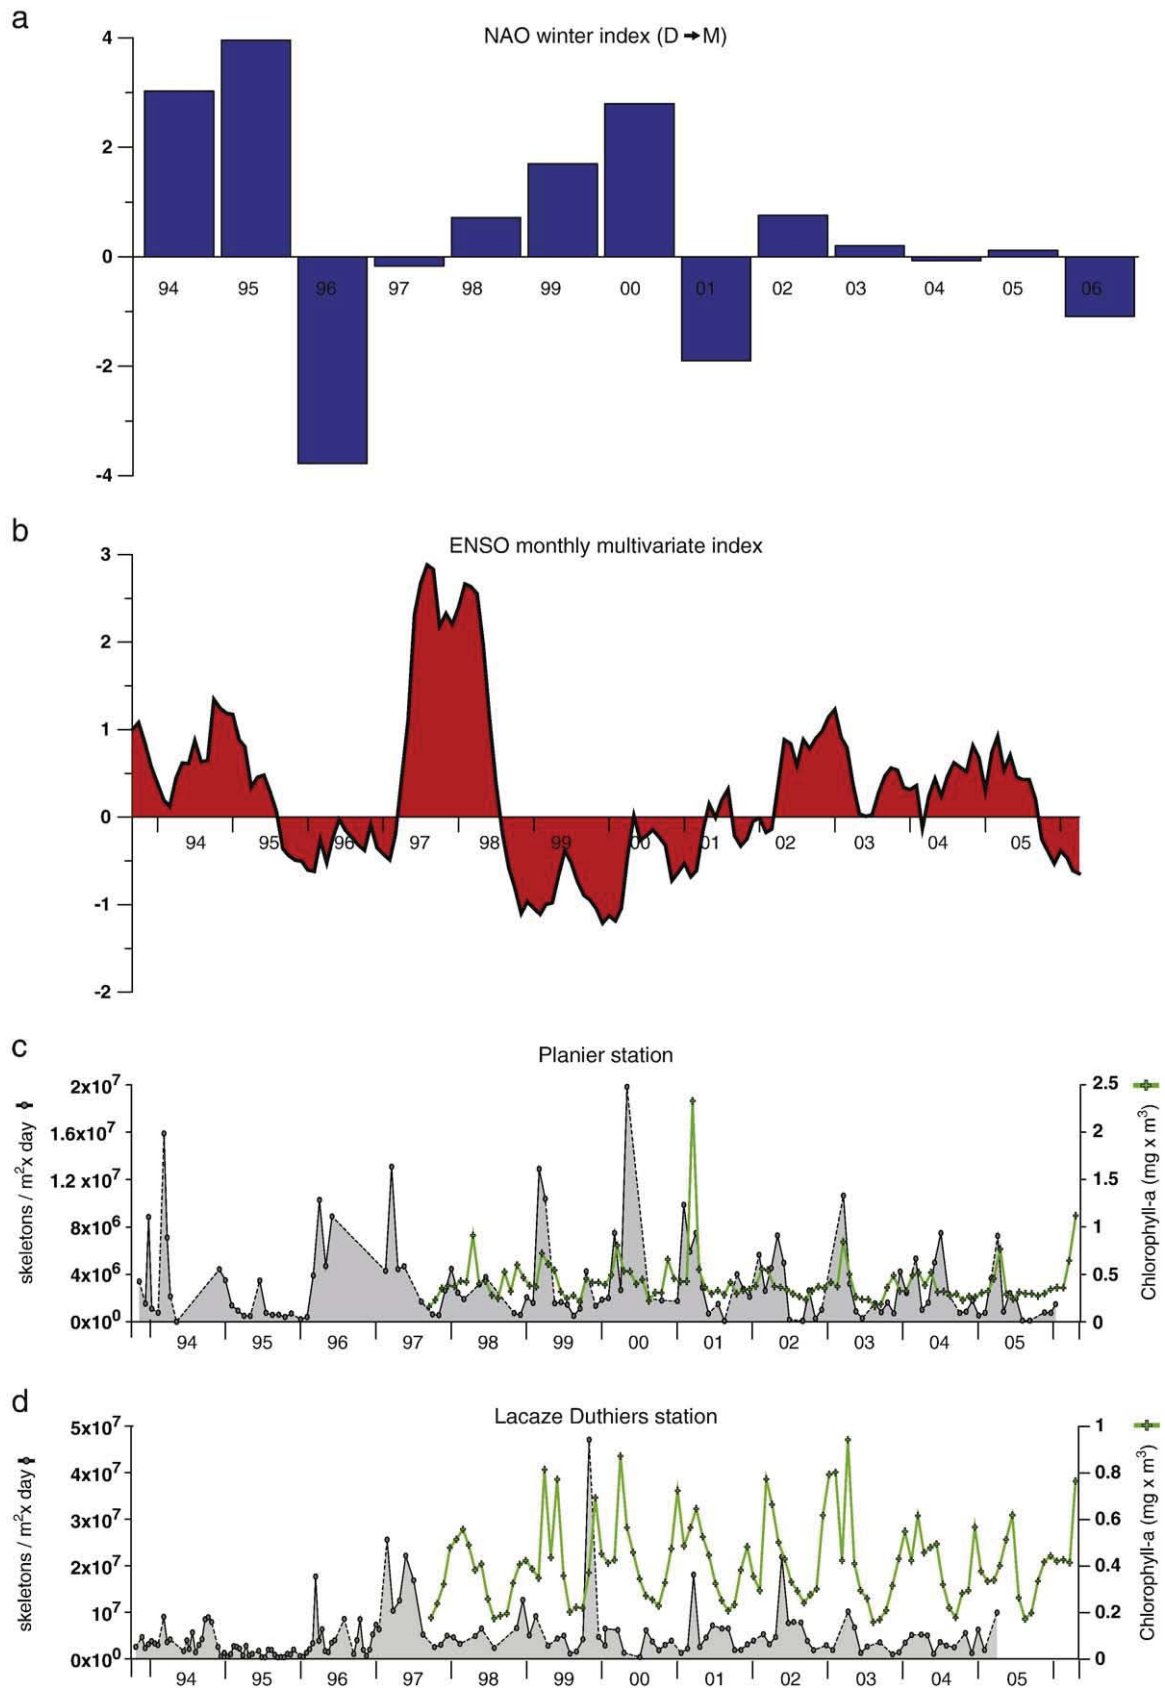 a
NAO winter index (D ➔ M)
4
2
0
-2
-4
94 95 96 97 98 99 00 01 02 03 04 05 06
b
ENSO monthly multivariate index
3
2
1
0
-1
-2
94 95 96 97 98 99 00 01 02 03 04 05
c
Planier station
skeletons / m²x day
2x10⁷
1.6x10⁷
1.2 x10⁷
8x10⁶
4x10⁶
0x10⁰
2.5
2
1.5
1
0.5
0
Chlorophyll-a (mg x m³)
94 95 96 97 98 99 00 01 02 03 04 05
d
Lacaze Duthiers station
skeletons / m²x day
5x10⁷
4x10⁷
3x10⁷
2x10⁷
10⁷
0x10⁰
1
0.8
0.6
0.4
0.2
0
Chlorophyll-a (mg x m³)
94 95 96 97 98 99 00 01 02 03 04 05